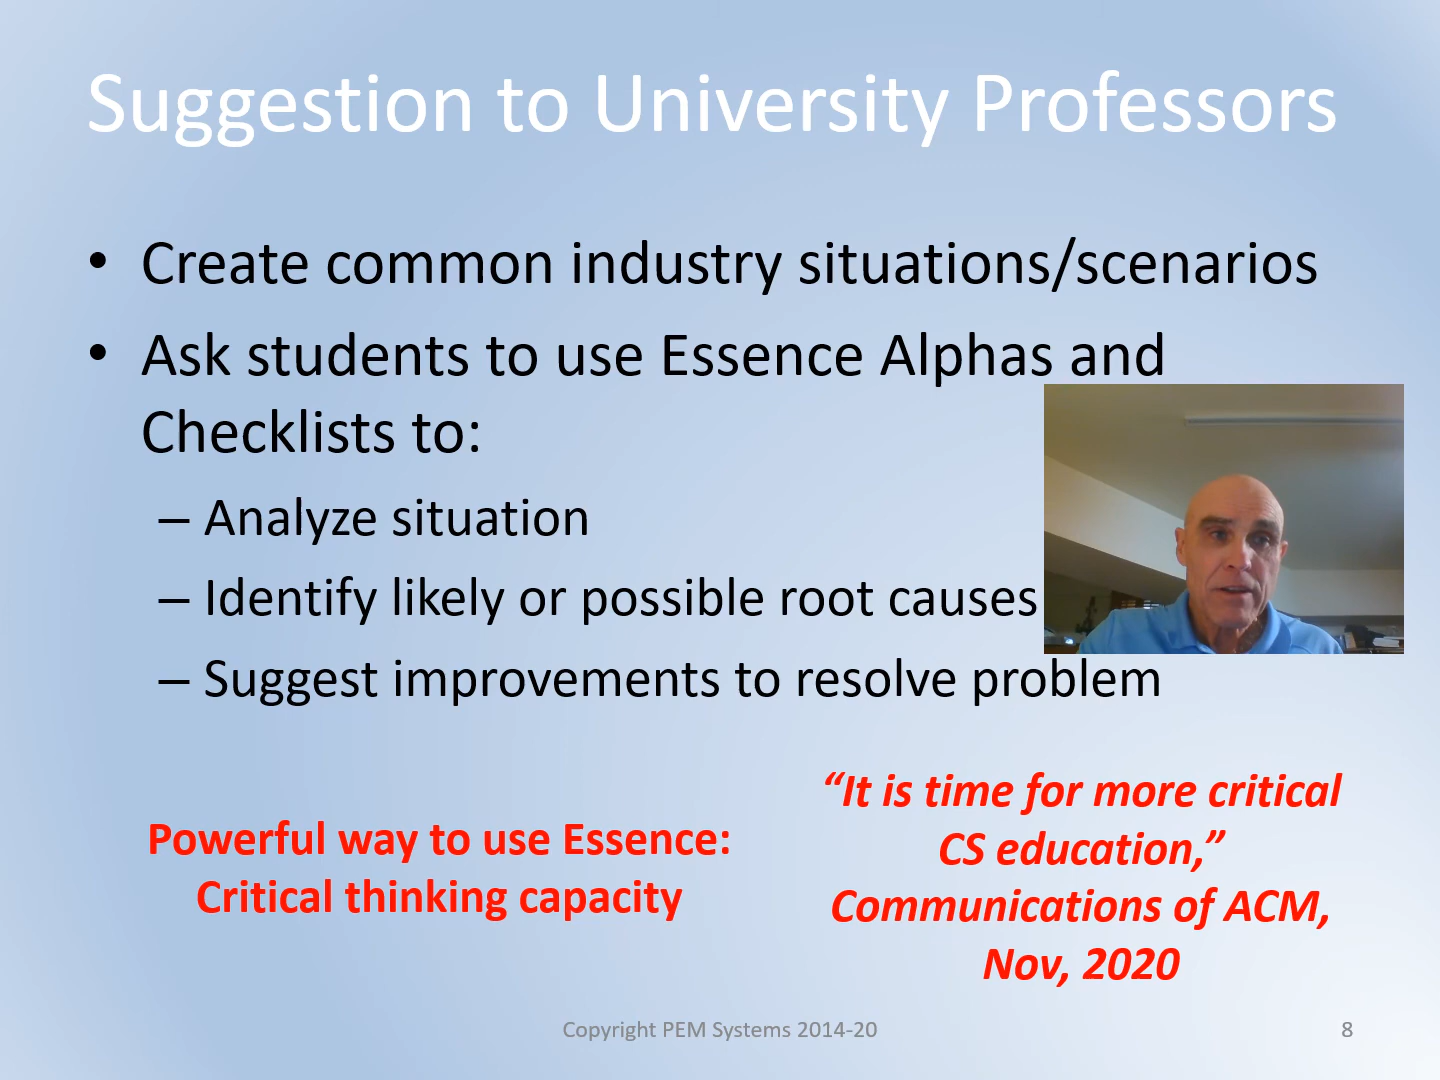 Suggestion to University Professors
• Create common industry situations/scenarios
• Ask students to use Essence Alphas and
Checklists to:
– Analyze situation
– Identify likely or possible root causes
– Suggest improvements to resolve problem
Powerful way to use Essence:
Critical thinking capacity
“It is time for more critical
CS education,”
Communications of ACM,
Nov, 2020
Copyright PEM Systems 2014-20
8